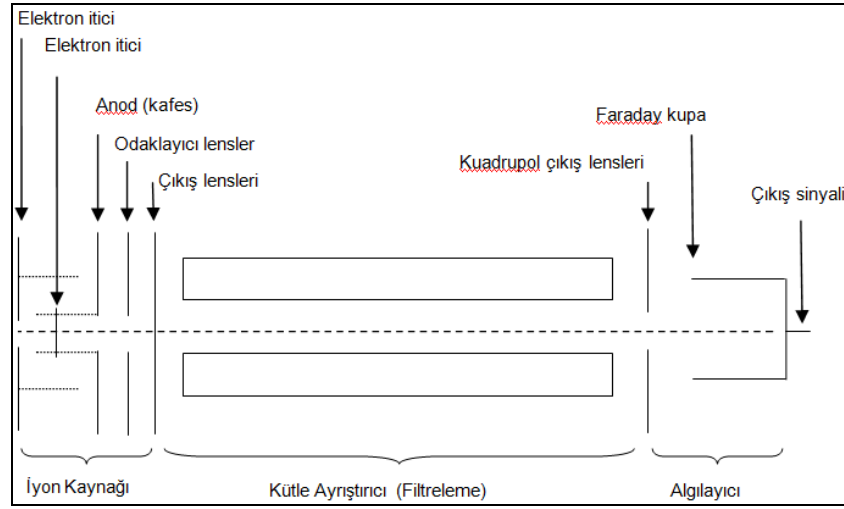 Elektron itici
Elektron itici
Anod (kafes)
Odaklayıcı lensler
Çıkış lensleri
Faraday kupa
Kuadrupol çıkış lensleri
Çıkış sinyali
İyon Kaynağı
Kütle Ayrıştırıcı (Filtreleme)
Algılayıcı